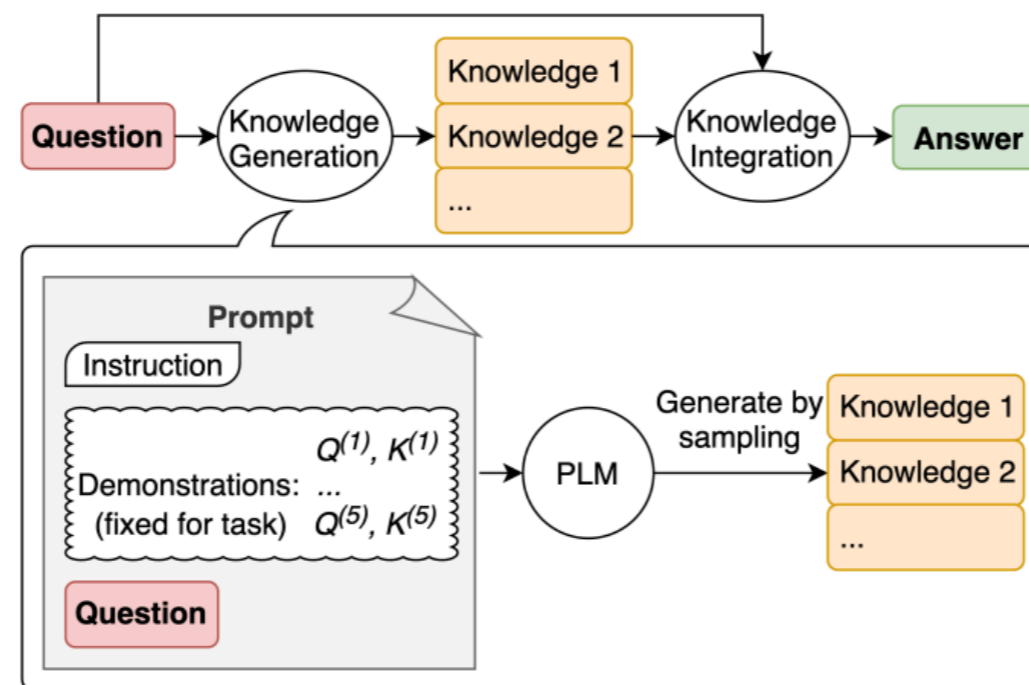 Question
Knowledge
Generation
Knowledge 1
Knowledge 2
...
Knowledge
Integration
Answer
Prompt
Instruction
Q(1), K(1)
Demonstrations: ...
(fixed for task) Q(5), K(5)
Question
PLM
Generate by
sampling
Knowledge 1
Knowledge 2
...